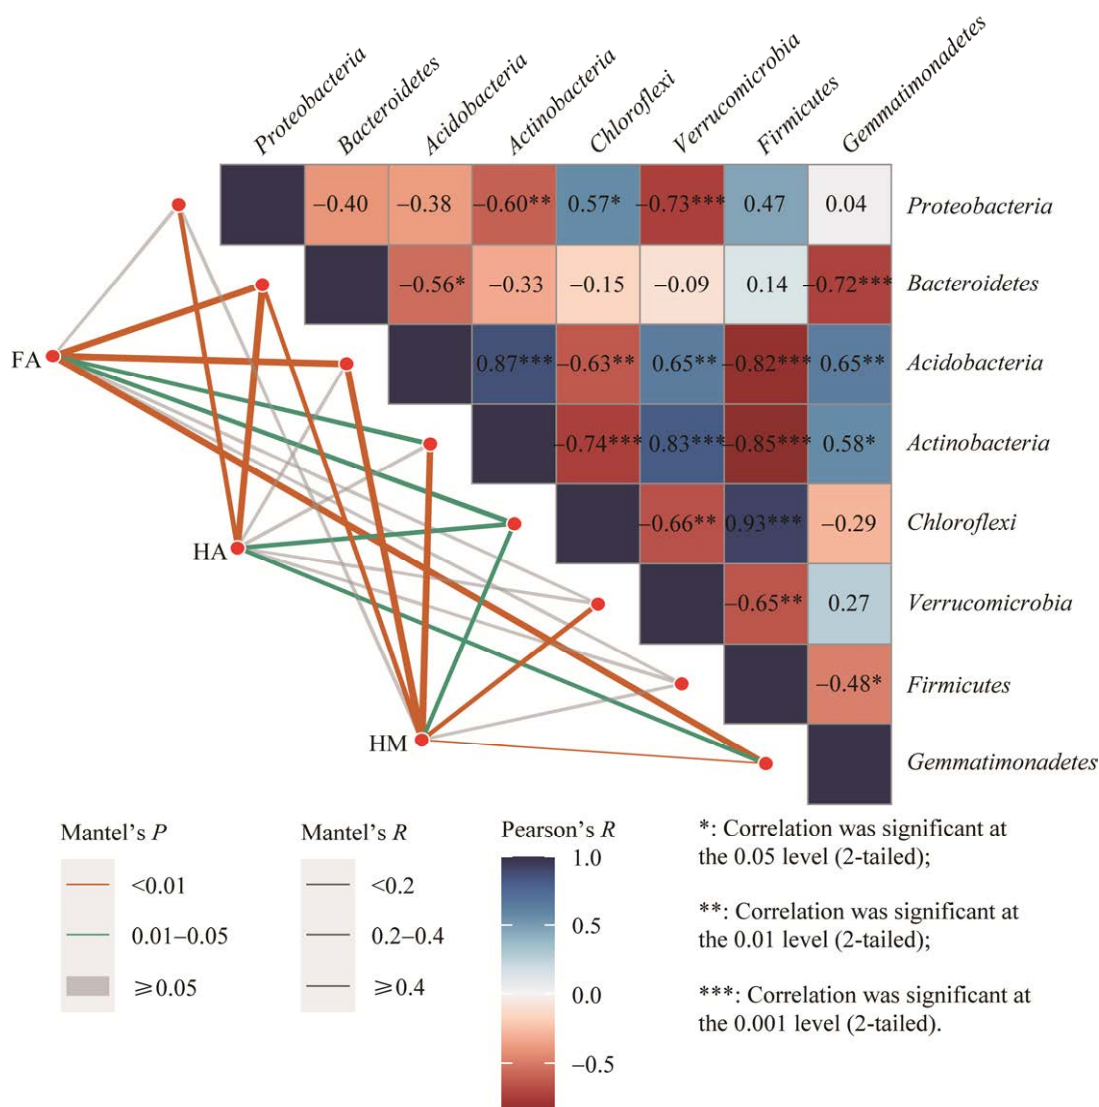 Proteobacteria
Bacteroidetes
Acidobacteria
Actinobacteria
Chloroflexi
Verrucomicrobia
Firmicutes
Gemmatimonadetes
−0.40 −0.38 −0.60** 0.57* −0.73*** 0.47 0.04 Proteobacteria
−0.56* −0.33 −0.15 −0.09 0.14 −0.72*** Bacteroidetes
FA
0.87*** −0.63** 0.65** −0.82*** 0.65** Acidobacteria
−0.74*** 0.83*** −0.85*** 0.58* Actinobacteria
HA
−0.66** 0.93*** −0.29 Chloroflexi
−0.65** 0.27 Verrucomicrobia
−0.48* Firmicutes
HM
Gemmatimonadetes
Mantel's P
<0.01
0.01−0.05
⩾0.05
Mantel's R
<0.2
0.2−0.4
⩾0.4
Pearson's R
1.0
0.5
0.0
−0.5
*: Correlation was significant at
the 0.05 level (2-tailed);
**: Correlation was significant at
the 0.01 level (2-tailed);
***: Correlation was significant at
the 0.001 level (2-tailed).